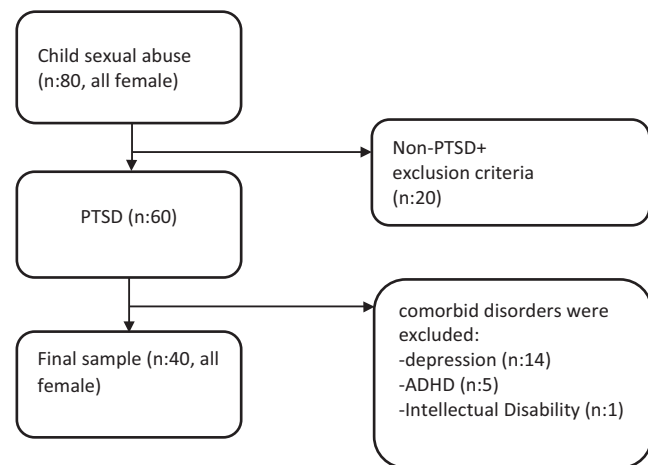 Child sexual abuse
(n:80, all female)
Non-PTSD+
exclusion criteria
(n:20)
PTSD (n:60)
comorbid disorders were
excluded:
-depression (n:14)
-ADHD (n:5)
-Intellectual Disability (n:1)
Final sample (n:40, all
female)